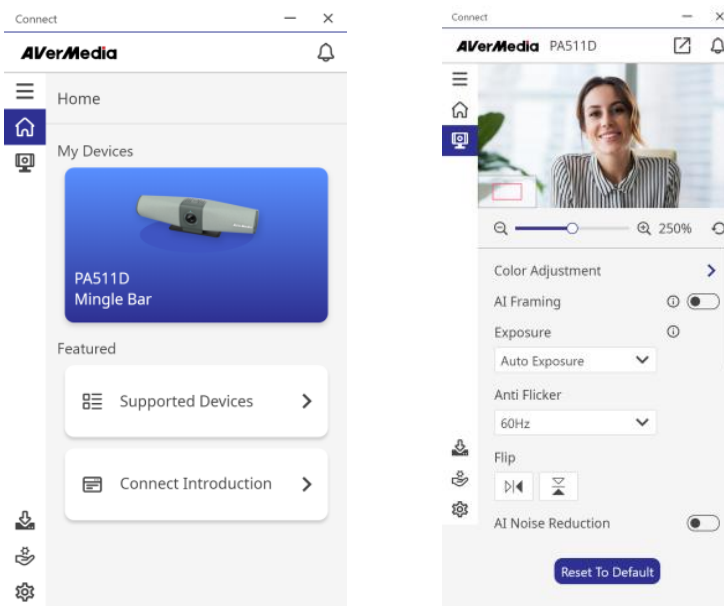 Connect
AVerMedia
Home
My Devices
PA511D
Mingle Bar
Featured
Supported Devices
Connect Introduction
Connect
AVerMedia PA511D
250%
Color Adjustment
AI Framing
Exposure
Auto Exposure
Anti Flicker
60Hz
Flip
AI Noise Reduction
Reset To Default